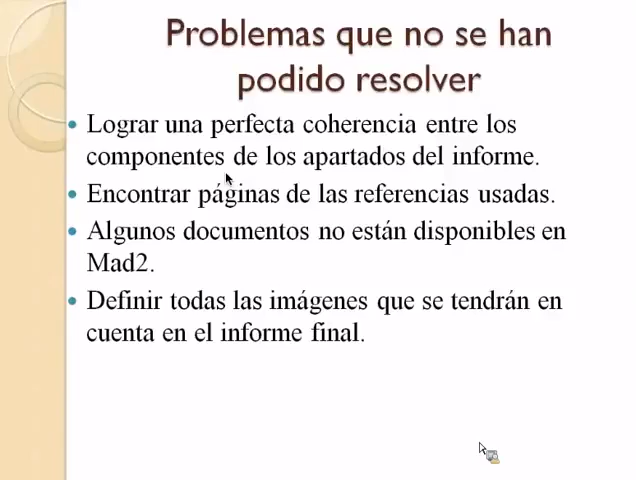 Problemas que no se han
podido resolver
• Lograr una perfecta coherencia entre los
componentes de los apartados del informe.
• Encontrar páginas de las referencias usadas.
• Algunos documentos no están disponibles en
Mad2.
• Definir todas las imágenes que se tendrán en
cuenta en el informe final.